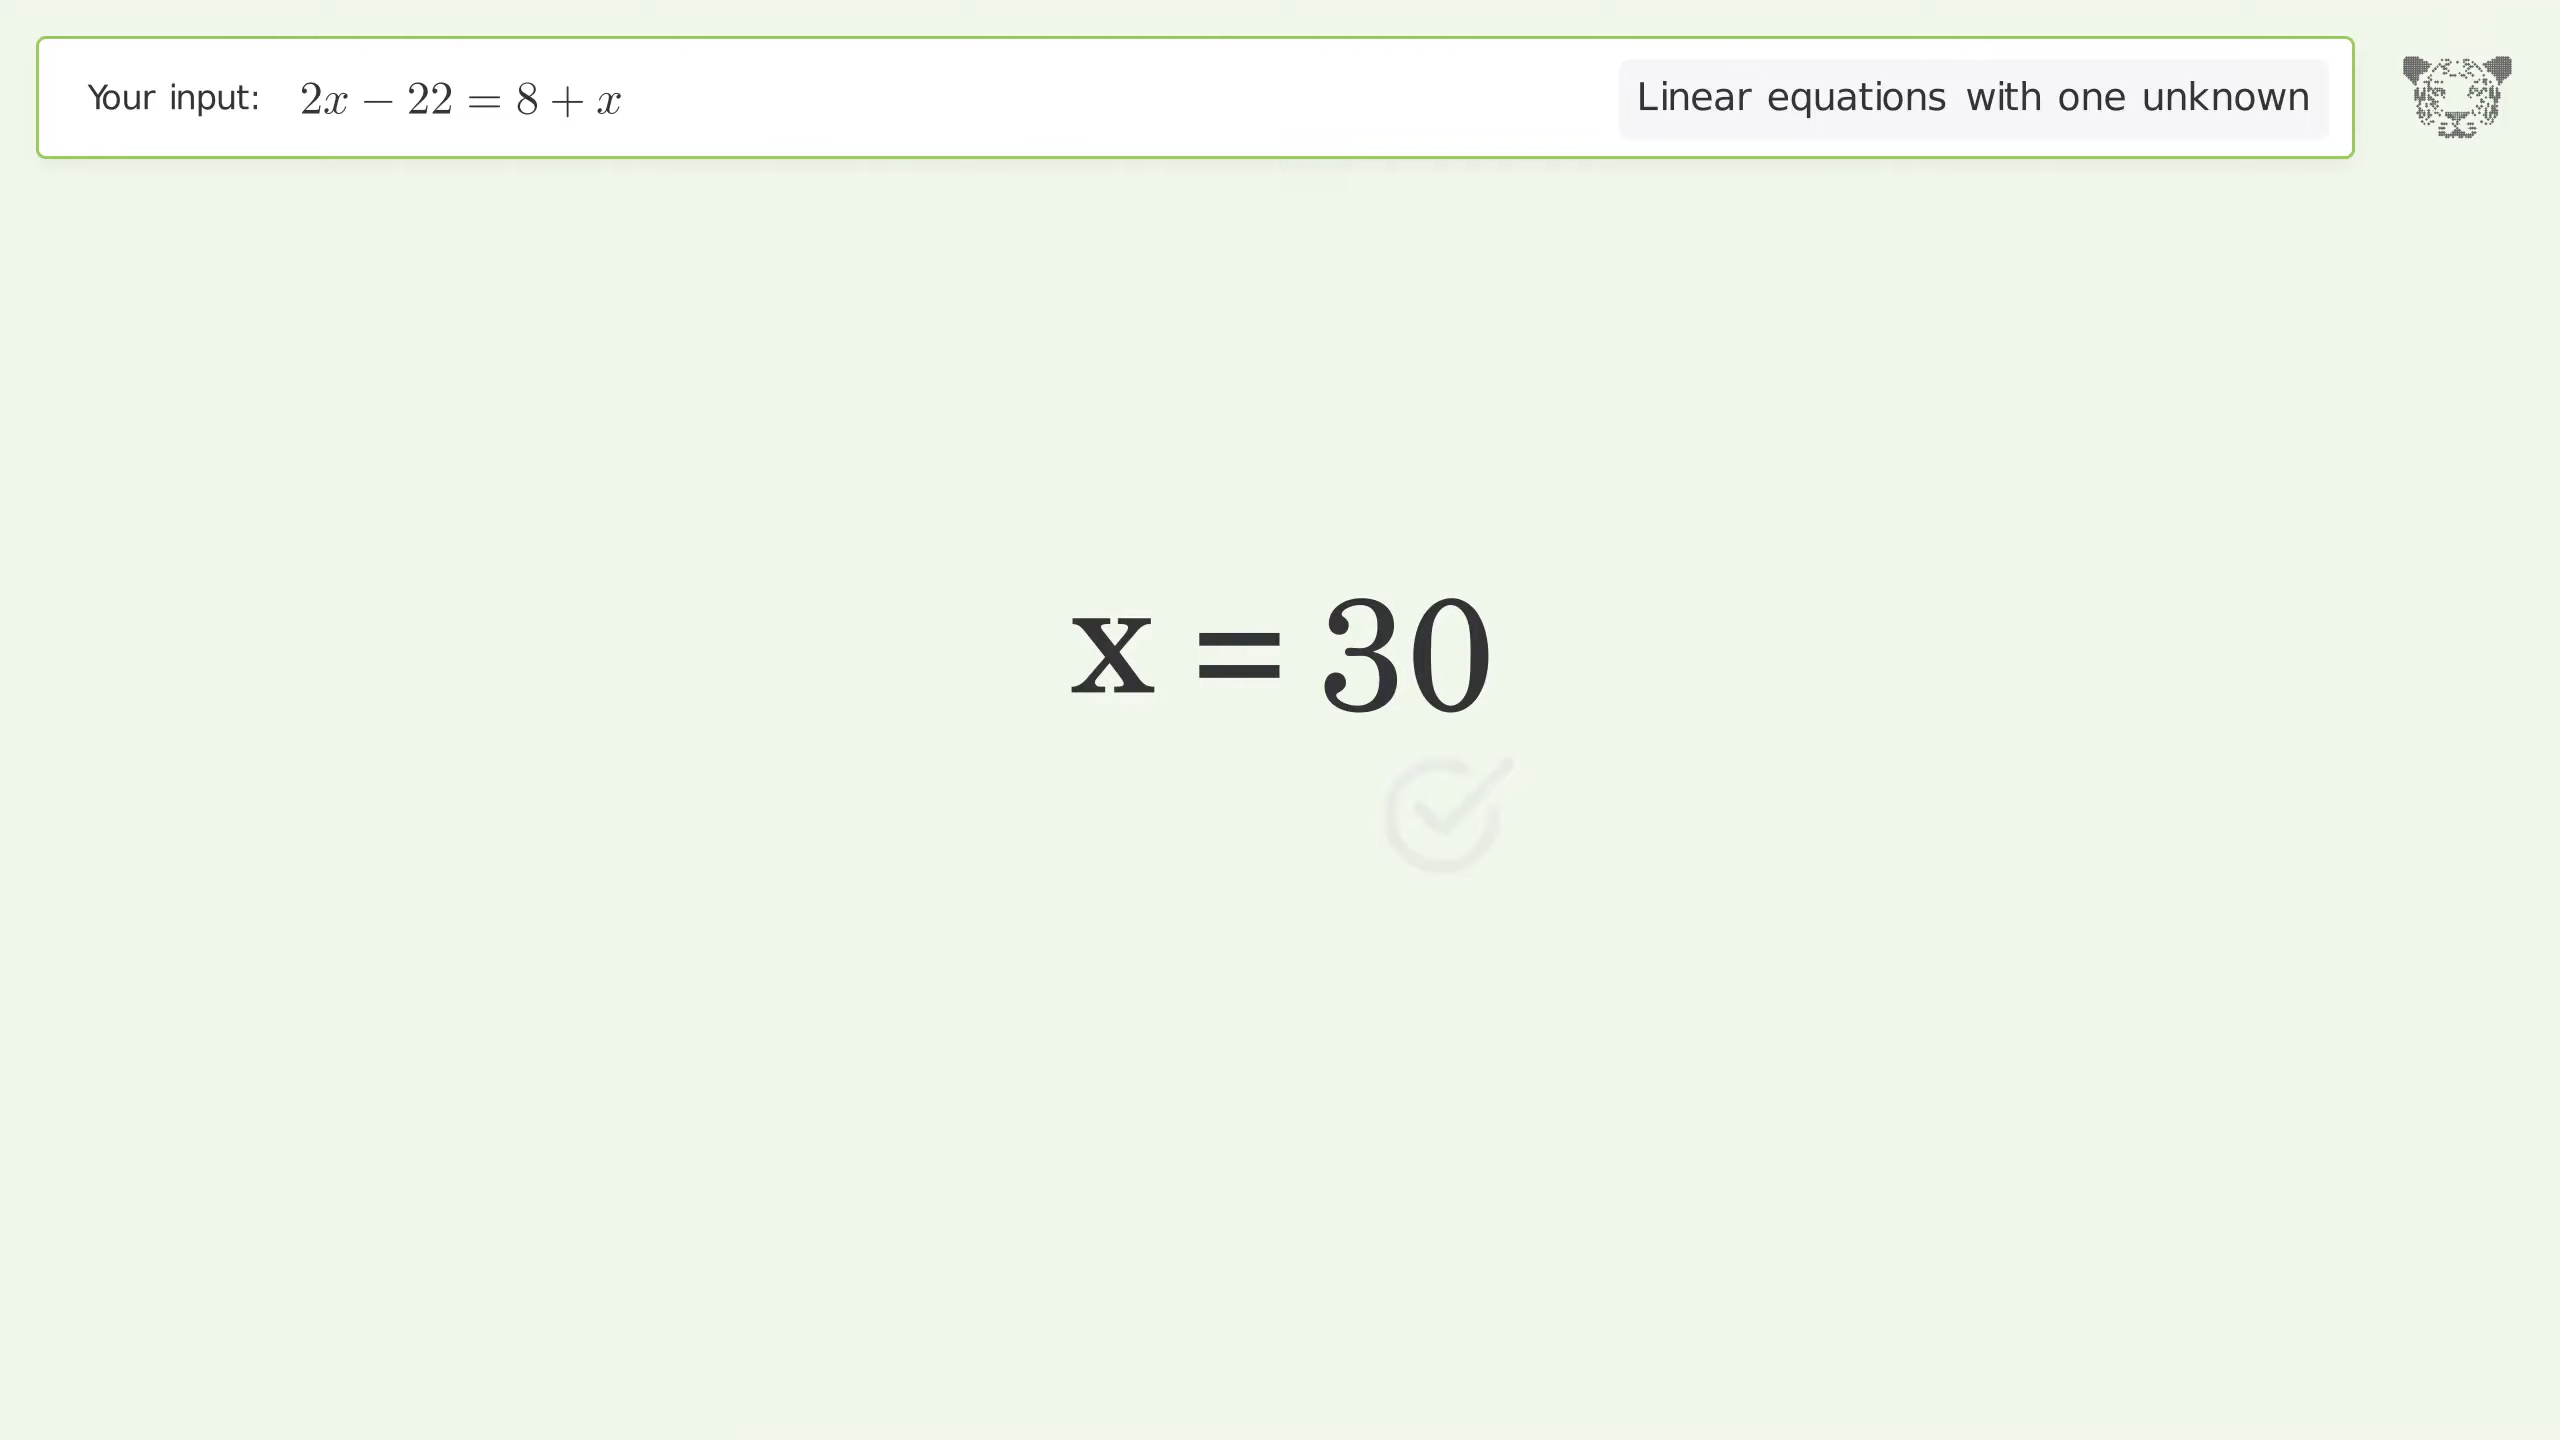 Your input: 2x − 22 = 8 + x
Linear equations with one unknown
x = 30